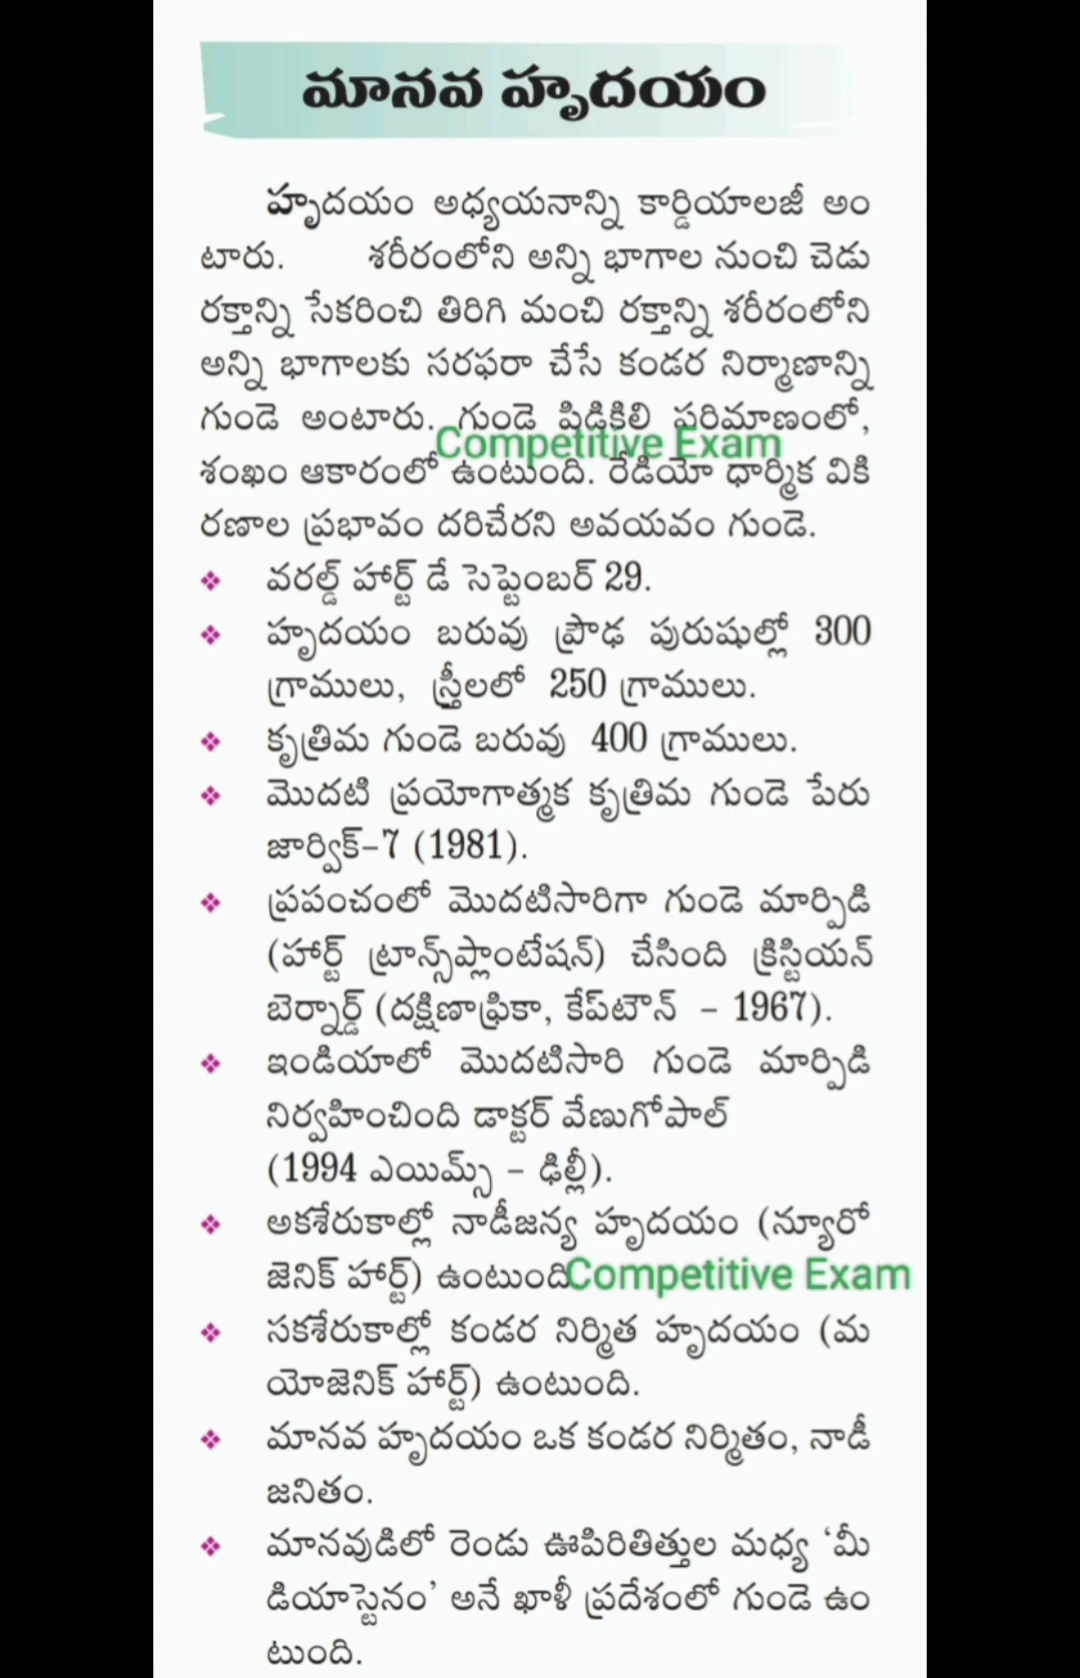 మానవ హృదయం
హృదయం అధ్యయనాన్ని కార్డియాలజీ అం
టారు. శరీరంలోని అన్ని భాగాల నుంచి చెడు
రక్తాన్ని సేకరించి తిరిగి మంచి రక్తాన్ని శరీరంలోని
అన్ని భాగాలకు సరఫరా చేసే కండర నిర్మాణాన్ని
గుండె అంటారు. గుండె పిడికిలి పరిమాణంలో,
Competitive Exam
శంఖం ఆకారంలో ఉంటుంది. రేడియో ధార్మిక వికి
రణాల ప్రభావం దరిచేరని అవయవం గుండె.
❖ వరల్డ్ హార్ట్ డే సెప్టెంబర్ 29.
❖ హృదయం బరువు ప్రౌఢ పురుషుల్లో 300
గ్రాములు, స్త్రీలలో 250 గ్రాములు.
❖ కృత్రిమ గుండె బరువు 400 గ్రాములు.
❖ మొదటి ప్రయోగాత్మక కృత్రిమ గుండె పేరు
జార్విక్-7 (1981).
❖ ప్రపంచంలో మొదటిసారిగా గుండె మార్పిడి
(హార్ట్ ట్రాన్స్‌ప్లాంటేషన్) చేసింది క్రిస్టియన్
బెర్నార్డ్ (దక్షిణాఫ్రికా, కేప్‌టౌన్ – 1967).
❖ ఇండియాలో మొదటిసారి గుండె మార్పిడి
నిర్వహించింది డాక్టర్ వేణుగోపాల్
(1994 ఎయిమ్స్ – ఢిల్లీ).
❖ అకశేరుకాల్లో నాడీజన్య హృదయం (న్యూరో
జెనిక్ హార్ట్) ఉంటుంది Competitive Exam
❖ సకశేరుకాల్లో కండర నిర్మిత హృదయం (మ
యోజెనిక్ హార్ట్) ఉంటుంది.
❖ మానవ హృదయం ఒక కండర నిర్మితం, నాడీ
జనితం.
❖ మానవుడిలో రెండు ఊపిరితిత్తుల మధ్య ‘మీ
డియాస్టైనం’ అనే ఖాళీ ప్రదేశంలో గుండె ఉం
టుంది.